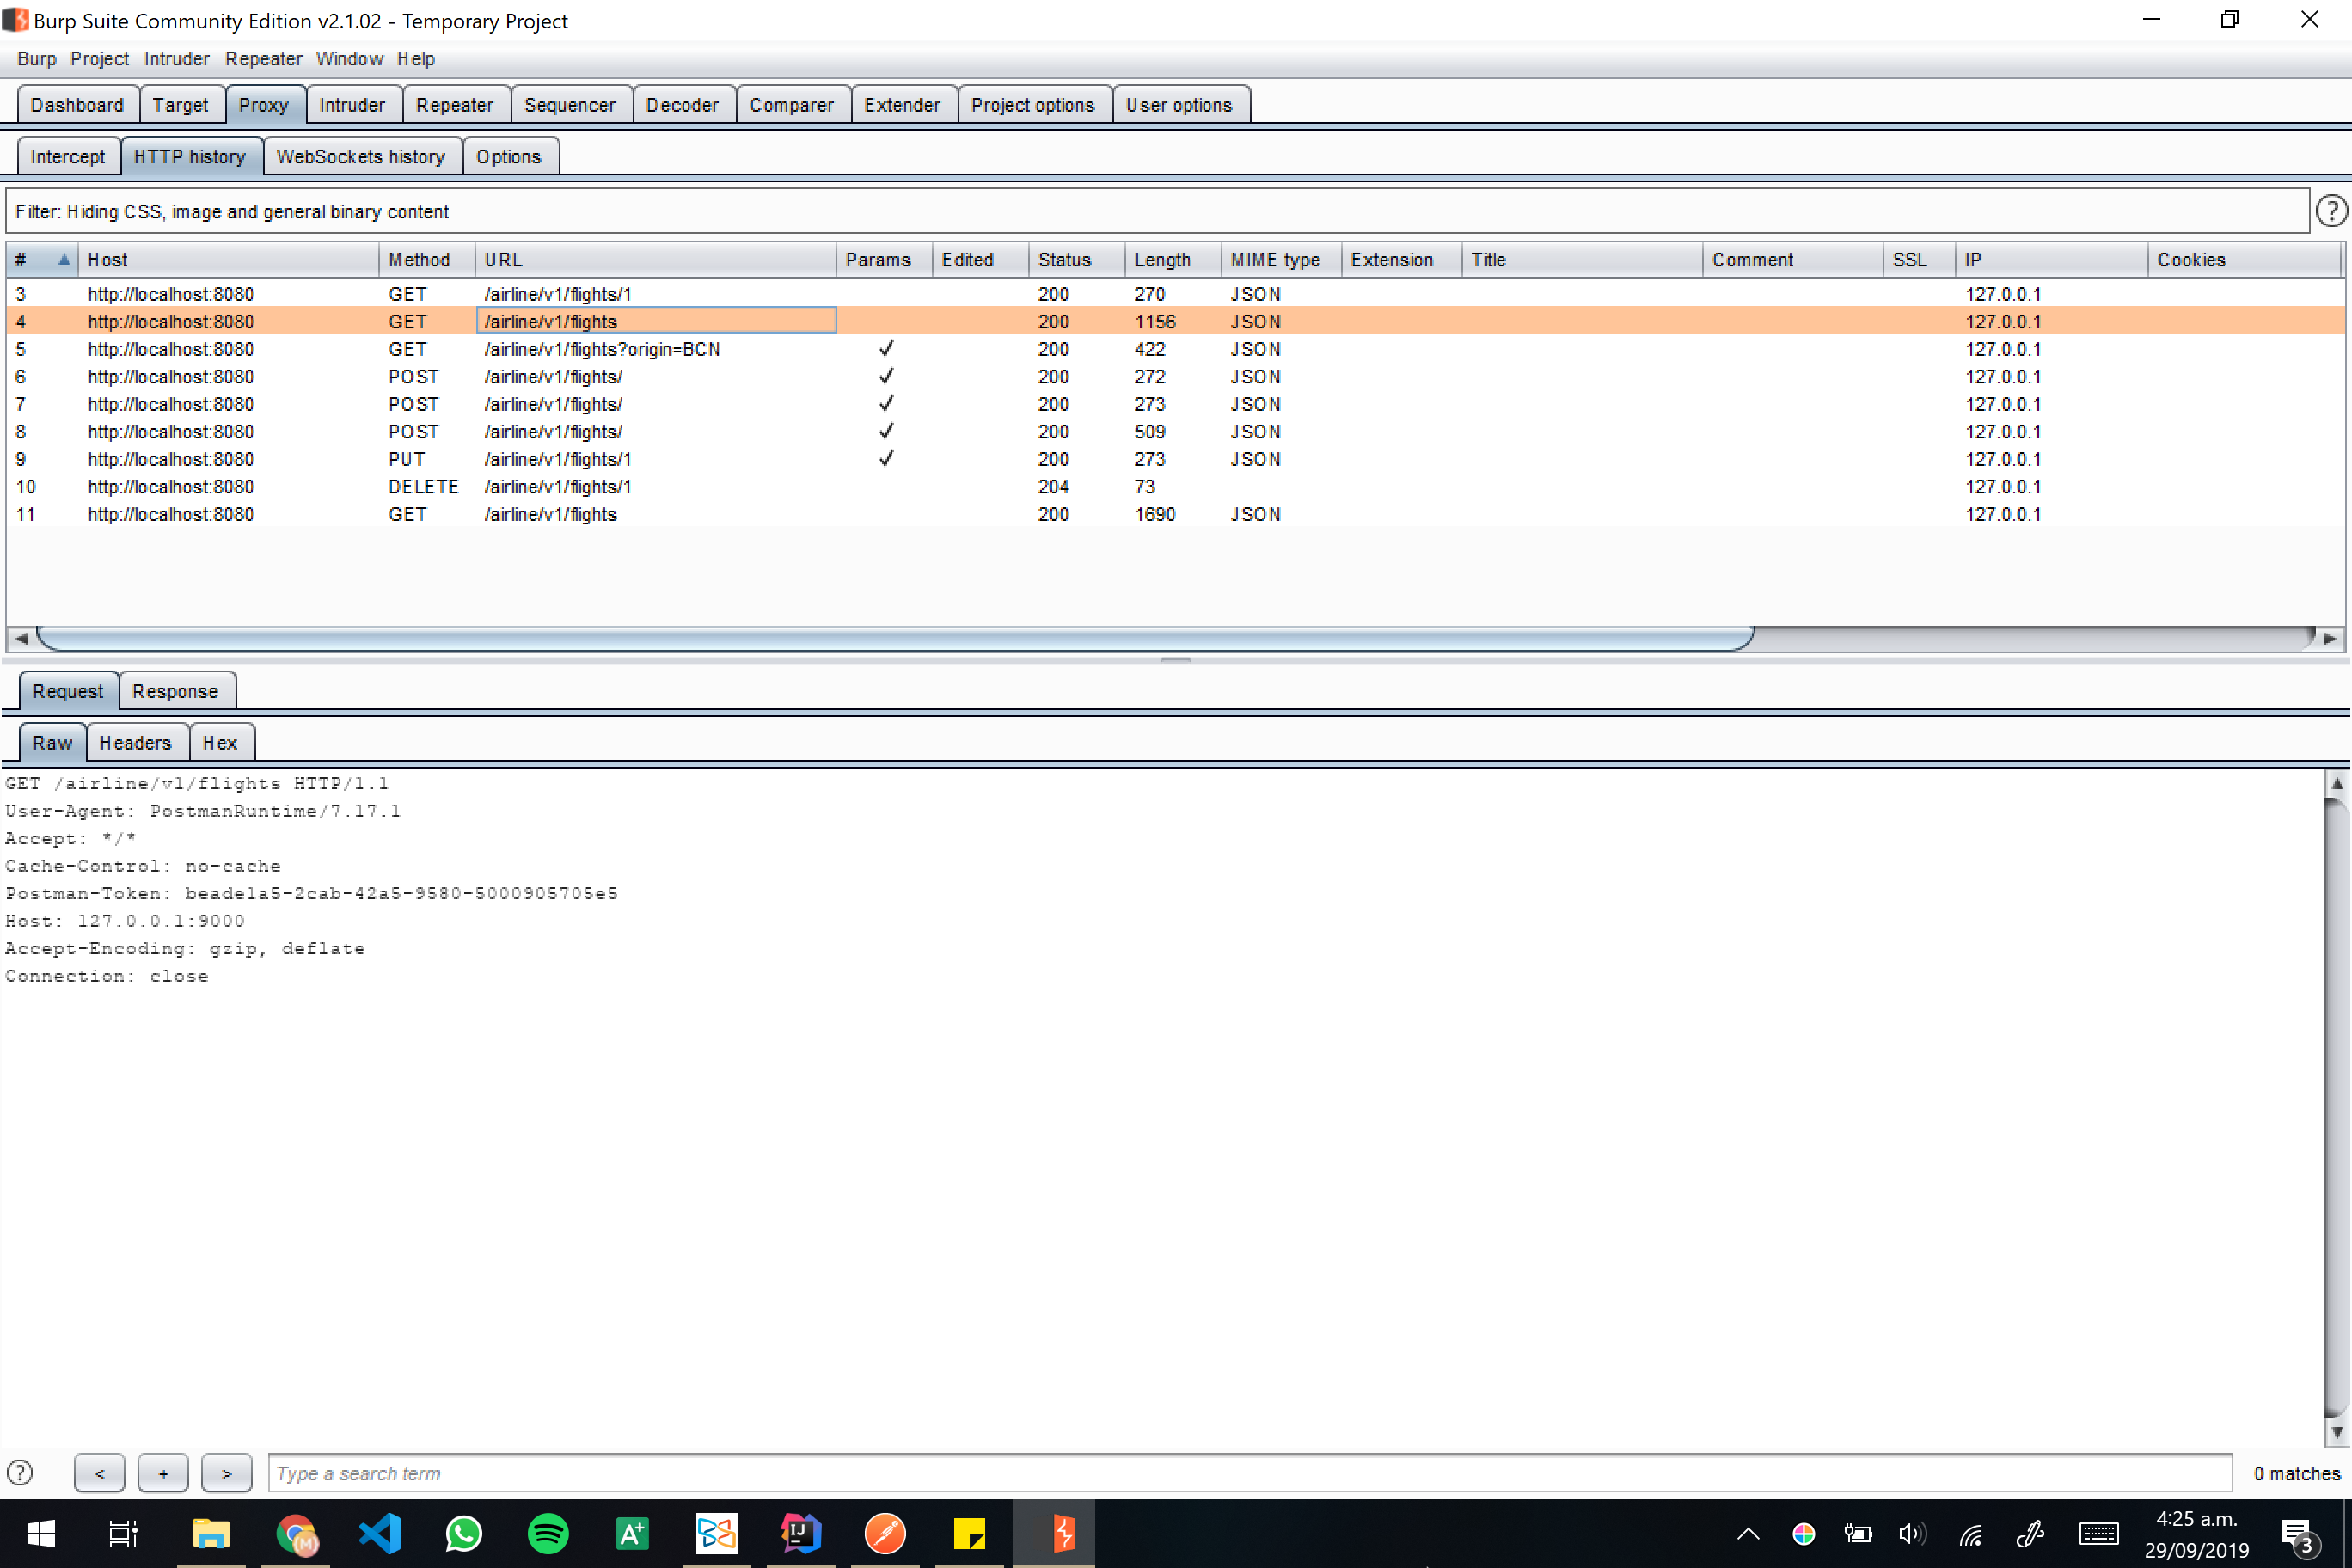 Burp Suite Community Edition v2.1.02 - Temporary Project
Burp Project Intruder Repeater Window Help
Dashboard Target Proxy Intruder Repeater Sequencer Decoder Comparer Extender Project options User options
Intercept HTTP history WebSockets history Options
Filter: Hiding CSS, image and general binary content ?
# Host Method URL Params Edited Status Length MIME type Extension Title Comment SSL IP Cookies
3 http://localhost:8080 GET /airline/v1/flights/1 200 270 JSON 127.0.0.1
4 http://localhost:8080 GET /airline/v1/flights 200 1156 JSON 127.0.0.1
5 http://localhost:8080 GET /airline/v1/flights?origin=BCN ✓ 200 422 JSON 127.0.0.1
6 http://localhost:8080 POST /airline/v1/flights/ ✓ 200 272 JSON 127.0.0.1
7 http://localhost:8080 POST /airline/v1/flights/ ✓ 200 273 JSON 127.0.0.1
8 http://localhost:8080 POST /airline/v1/flights/ ✓ 200 509 JSON 127.0.0.1
9 http://localhost:8080 PUT /airline/v1/flights/1 ✓ 200 273 JSON 127.0.0.1
10 http://localhost:8080 DELETE /airline/v1/flights/1 204 73 127.0.0.1
11 http://localhost:8080 GET /airline/v1/flights 200 1690 JSON 127.0.0.1
Request Response
Raw Headers Hex
GET /airline/v1/flights HTTP/1.1
User-Agent: PostmanRuntime/7.17.1
Accept: */*
Cache-Control: no-cache
Postman-Token: beade1a5-2cab-42a5-9580-5000905705e5
Host: 127.0.0.1:9000
Accept-Encoding: gzip, deflate
Connection: close
? < + > Type a search term 0 matches
M A+ IJ
4:25 a.m.
29/09/2019
3